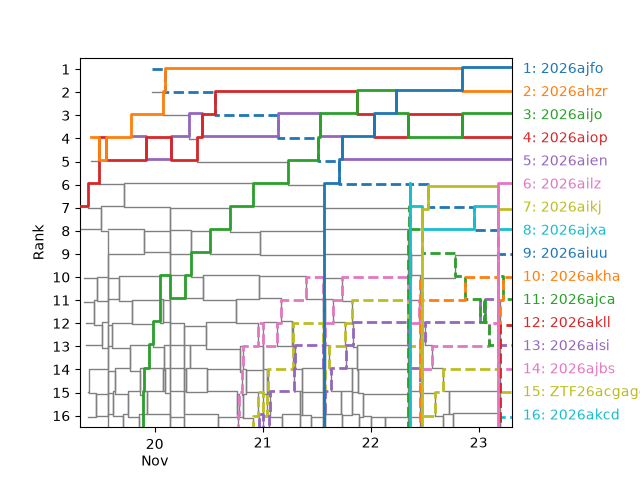 1
2
3
4
5
6
7
8
9
10
11
12
13
14
15
16
Rank
20
21
22
23
Nov
1: 2026ajfo
2: 2026ahzr
3: 2026aijo
4: 2026aiop
5: 2026aien
6: 2026ailz
7: 2026aikj
8: 2026ajxa
9: 2026aiuu
10: 2026akha
11: 2026ajca
12: 2026akll
13: 2026aisi
14: 2026ajbs
15: ZTF26acgag
16: 2026akcd